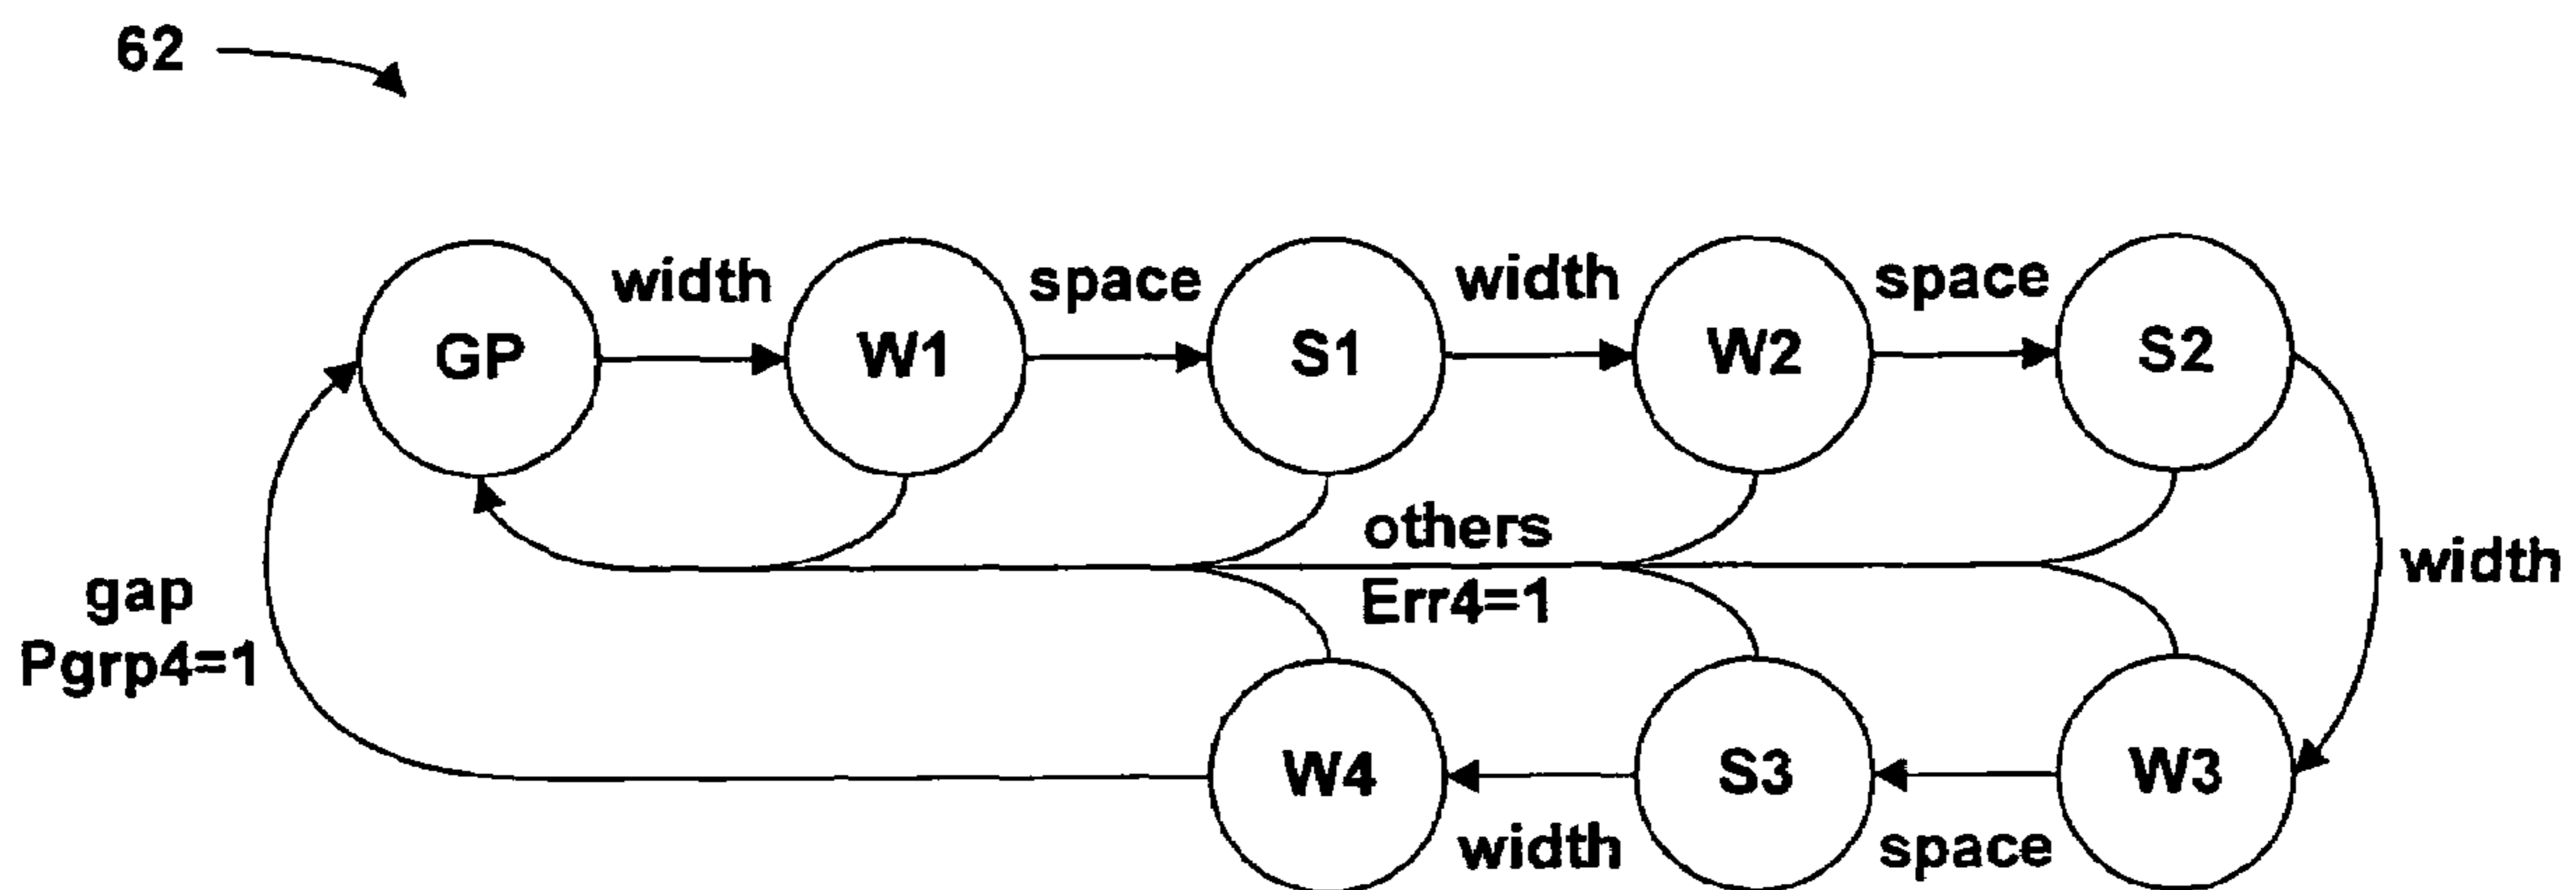 62
width
space
width
space
GP
W1
S1
W2
S2
others
Err4=1
width
gap
Pgrp4=1
W4
S3
W3
width
space